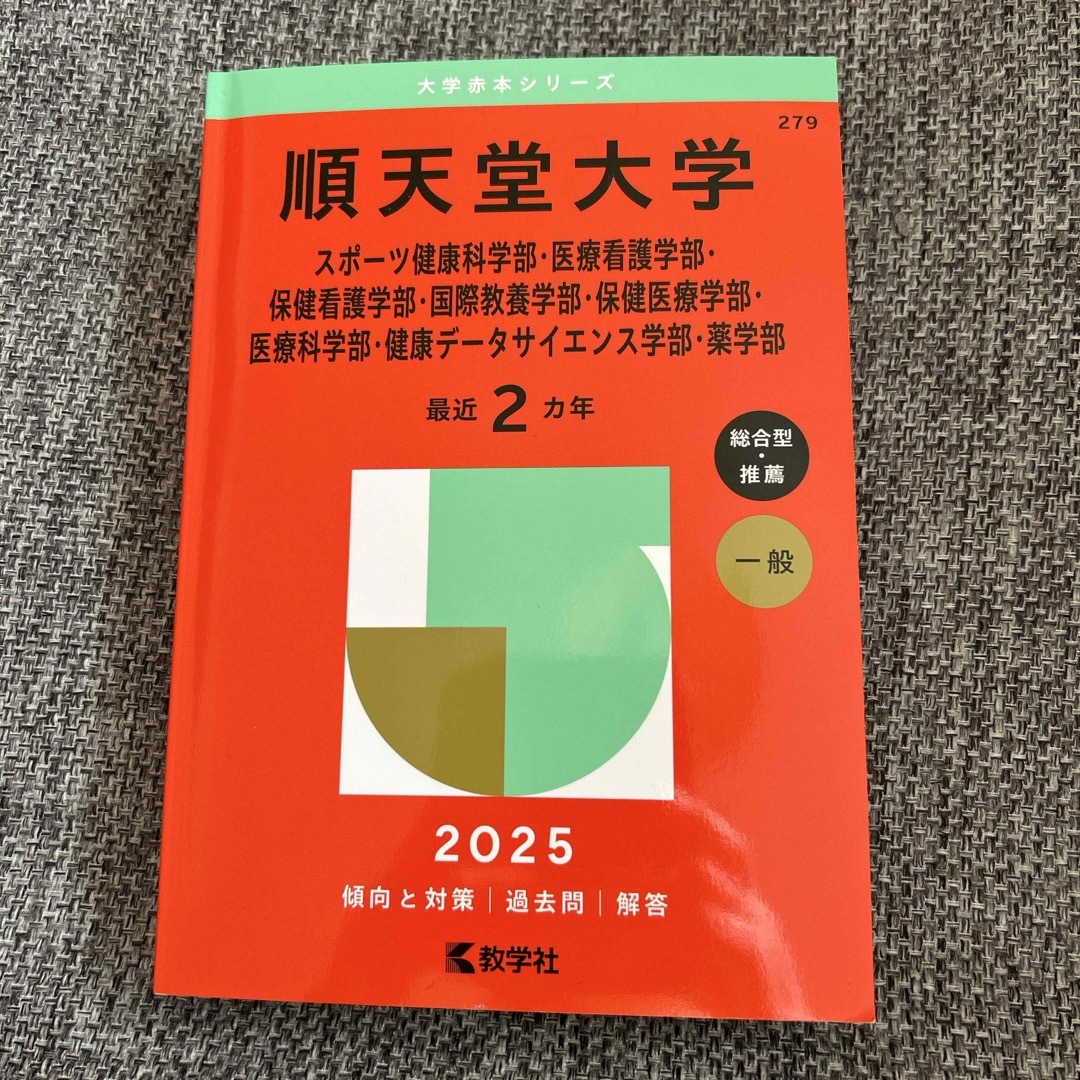 大学赤本シリーズ
279
順天堂大学
スポーツ健康科学部・医療看護学部・
保健看護学部・国際教養学部・保健医療学部・
医療科学部・健康データサイエンス学部・薬学部
最近 2 カ年
総合型
・
推薦
一般
2025
傾向と対策｜過去問｜解答
教学社